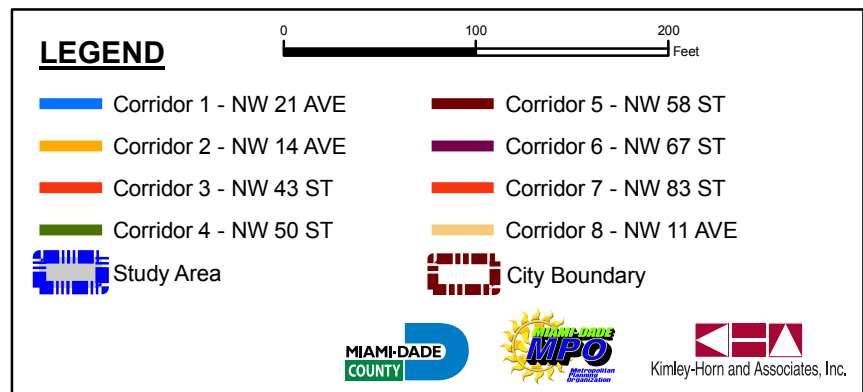 LEGEND
0 100 200
Feet
Corridor 1 - NW 21 AVE
Corridor 2 - NW 14 AVE
Corridor 3 - NW 43 ST
Corridor 4 - NW 50 ST
Study Area
Corridor 5 - NW 58 ST
Corridor 6 - NW 67 ST
Corridor 7 - NW 83 ST
Corridor 8 - NW 11 AVE
City Boundary
MIAMI-DADE
COUNTY
MIAMI-DADE
MPO
Metropolitan
Planning
Organization
Kimley-Horn and Associates, Inc.